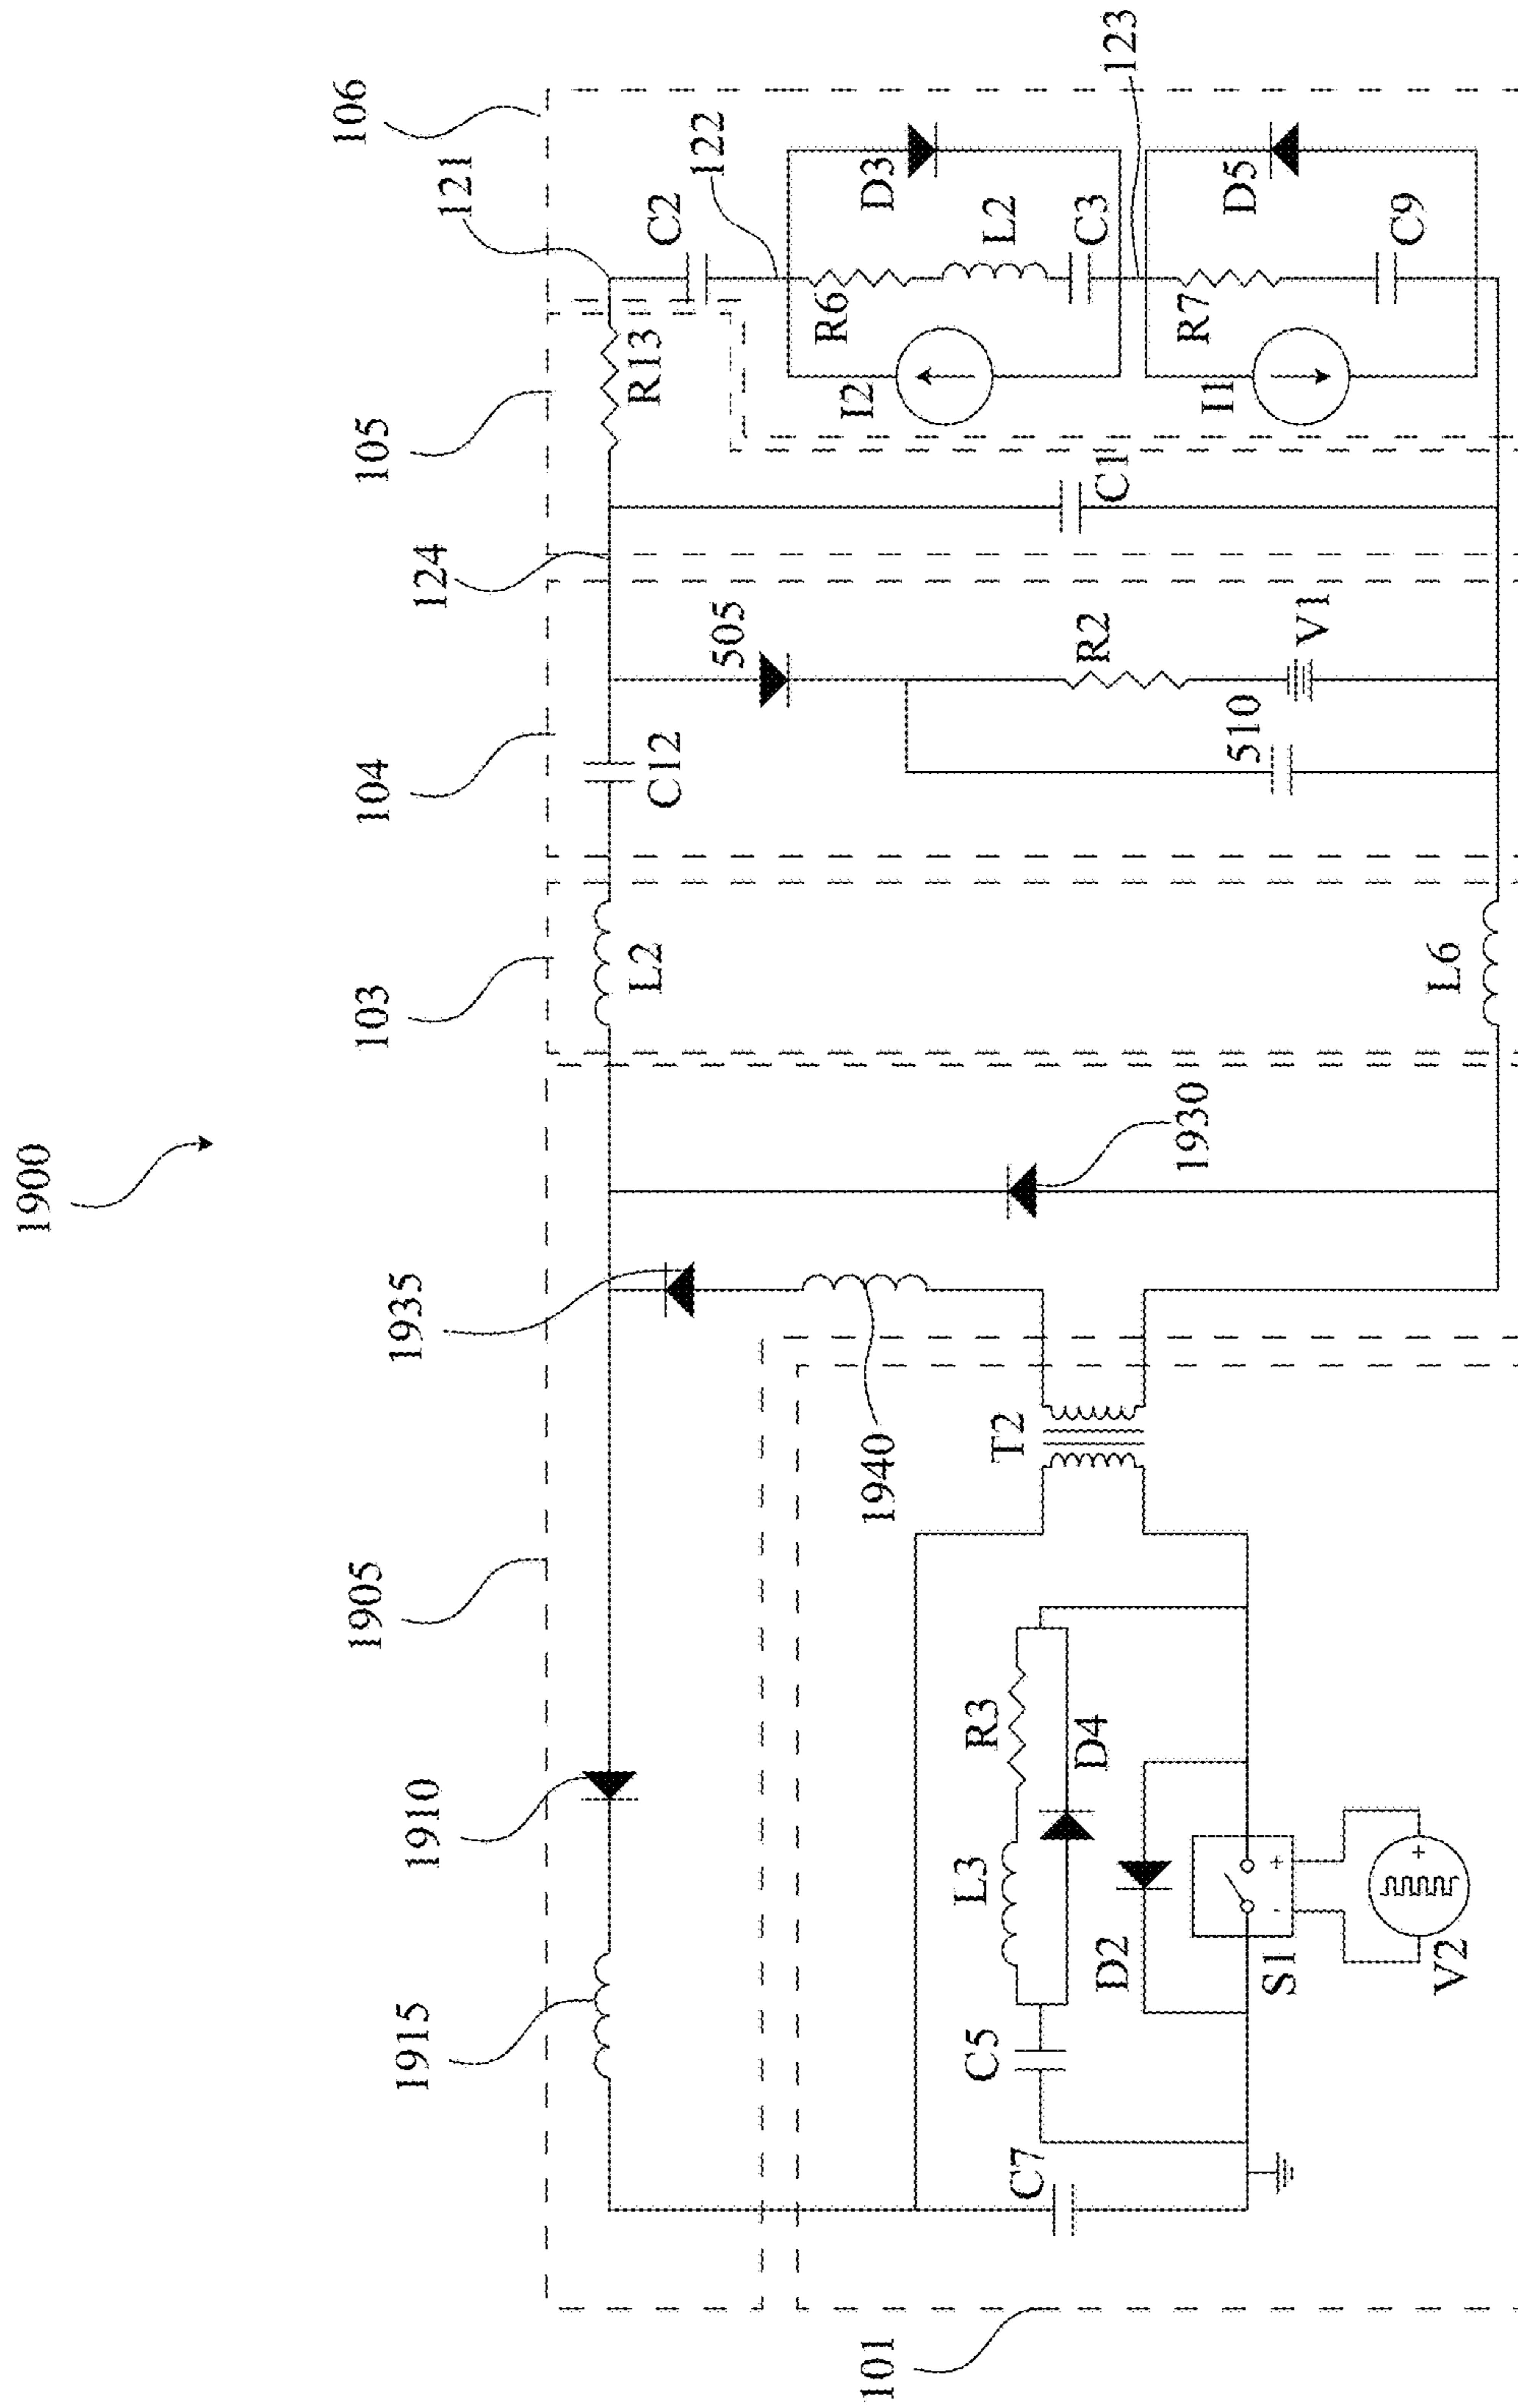 1900
101
1915
1910
1905
1935
1930
1940
103
104
124
105
121
106
122
123
C7
C5
L3
R3
D4
D2
S1
+
-
V2
+
T2
L2
L6
C12
505
510
R2
V1
C1
R13
C2
R6
L2
C3
D3
I2
R7
C9
D5
I1